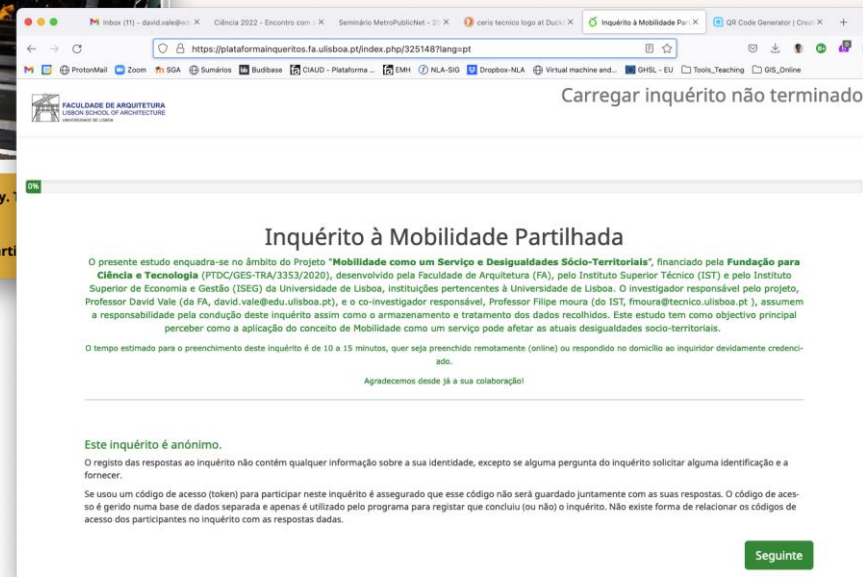 Inbox (11) - david.vale@ed
Ciência 2022 - Encontro com
Seminário MetroPublicNet - 2
ceris tecnico logo at Duck
Inquérito à Mobilidade Par
QR Code Generator | Creat
https://plataformainqueritos.fa.ulisboa.pt/index.php/325148?lang=pt
ProtonMail Zoom SGA Sumários Budibase CIAUD - Plataforma ... EMH NLA-SIG Dropbox-NLA Virtual machine and... GHSL - EU Tools_Teaching GIS_Online
FACULDADE DE ARQUITETURA
LISBON SCHOOL OF ARCHITECTURE
UNIVERSIDADE DE LISBOA
Carregar inquérito não terminado
y. T
arti
0%
Inquérito à Mobilidade Partilhada
O presente estudo enquadra-se no âmbito do Projeto "Mobilidade como um Serviço e Desigualdades Sócio-Territoriais", financiado pela Fundação para
Ciência e Tecnologia (PTDC/GES-TRA/3353/2020), desenvolvido pela Faculdade de Arquitetura (FA), pelo Instituto Superior Técnico (IST) e pelo Instituto
Superior de Economia e Gestão (ISEG) da Universidade de Lisboa, instituições pertencentes à Universidade de Lisboa. O investigador responsável pelo projeto,
Professor David Vale (da FA, david.vale@edu.ulisboa.pt), e o co-investigador responsável, Professor Filipe moura (do IST, fmoura@tecnico.ulisboa.pt ), assumem
a responsabilidade pela condução deste inquérito assim como o armazenamento e tratamento dos dados recolhidos. Este estudo tem como objectivo principal
perceber como a aplicação do conceito de Mobilidade como um serviço pode afetar as atuais desigualdades socio-territoriais.
O tempo estimado para o preenchimento deste inquérito é de 10 a 15 minutos, quer seja preenchido remotamente (online) ou respondido no domicílio ao inquiridor devidamente credenci-
ado.
Agradecemos desde já a sua colaboração!
Este inquérito é anónimo.
O registo das respostas ao inquérito não contém qualquer informação sobre a sua identidade, excepto se alguma pergunta do inquérito solicitar alguma identificação e a
fornecer.
Se usou um código de acesso (token) para participar neste inquérito é assegurado que esse código não será guardado juntamente com as suas respostas. O código de aces-
so é gerido numa base de dados separada e apenas é utilizado pelo programa para registar que concluiu (ou não) o inquérito. Não existe forma de relacionar os códigos de
acesso dos participantes no inquérito com as respostas dadas.
Seguinte